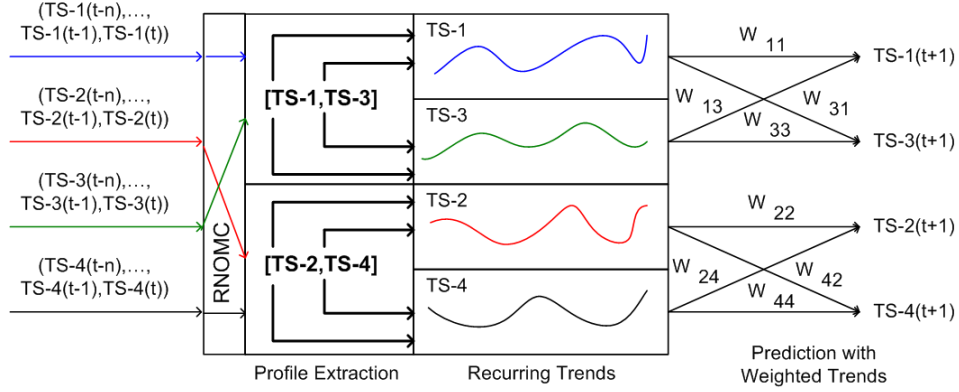 (TS-1(t-n),…,
TS-1(t-1),TS-1(t))
(TS-2(t-n),…,
TS-2(t-1),TS-2(t))
(TS-3(t-n),…,
TS-3(t-1),TS-3(t))
(TS-4(t-n),…,
TS-4(t-1),TS-4(t))
RNOMC
[TS-1,TS-3]
[TS-2,TS-4]
TS-1
TS-3
TS-2
TS-4
W 11
W 13
W 31
W 33
W 22
W 24
W 42
W 44
TS-1(t+1)
TS-3(t+1)
TS-2(t+1)
TS-4(t+1)
Profile Extraction
Recurring Trends
Prediction with
Weighted Trends